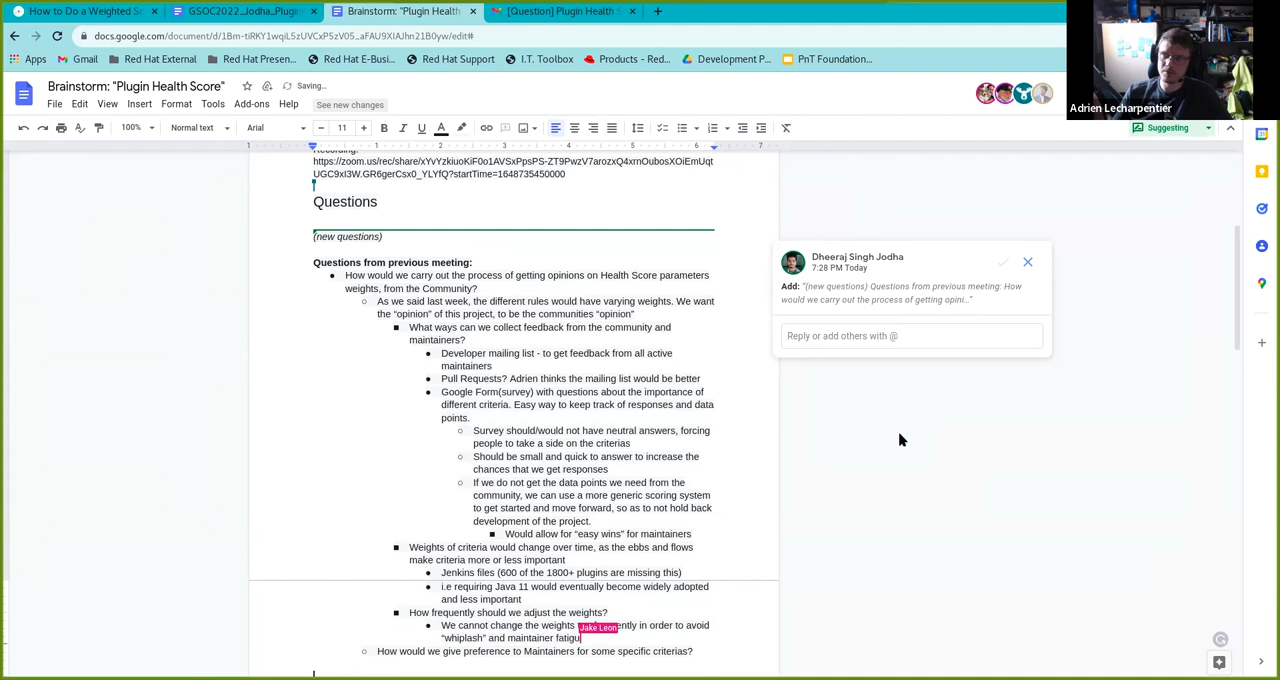 How to Do a Weighted Sc
GSOC2022_Jodha_Plugin
Brainstorm: "Plugin Health
[Question] Plugin Health S
docs.google.com/document/d/1Bm-tiRKY1wqiL5zUVCxP5zV05_aFAU9XIAJhn21B0yw/edit#
Apps Gmail Red Hat External Red Hat Presen... Red Hat E-Busi... Red Hat Support I.T. Toolbox Products - Red... Development P... PnT Foundation...
Adrien Lecharpentier
Brainstorm: "Plugin Health Score" Saving...
File Edit View Insert Format Tools Add-ons Help See new changes
100% Normal text Arial 11 Suggesting
1 1 2 3 4 5 6 7
Recording:
https://zoom.us/rec/share/xYvYzkiuoKiF0o1AVSxPpsPS-ZT9PwzV7arozxQ4xrnOubosXOiEmUqt
UGC9xI3W.GR6gerCsx0_YLYfQ?startTime=1648735450000
Questions
(new questions)
Questions from previous meeting:
How would we carry out the process of getting opinions on Health Score parameters
weights, from the Community?
As we said last week, the different rules would have varying weights. We want
the “opinion” of this project, to be the communities “opinion”
What ways can we collect feedback from the community and
maintainers?
Developer mailing list - to get feedback from all active
maintainers
Pull Requests? Adrien thinks the mailing list would be better
Google Form(survey) with questions about the importance of
different criteria. Easy way to keep track of responses and data
points.
Survey should/would not have neutral answers, forcing
people to take a side on the criterias
Should be small and quick to answer to increase the
chances that we get responses
If we do not get the data points we need from the
community, we can use a more generic scoring system
to get started and move forward, so as to not hold back
development of the project.
Would allow for “easy wins” for maintainers
Weights of criteria would change over time, as the ebbs and flows
make criteria more or less important
Jenkins files (600 of the 1800+ plugins are missing this)
i.e requiring Java 11 would eventually become widely adopted
and less important
How frequently should we adjust the weights?
We cannot change the weights ently in order to avoid
Jake Leon
“whiplash” and maintainer fatigu
How would we give preference to Maintainers for some specific criterias?
Dheeraj Singh Jodha
7:28 PM Today
Add: “(new questions) Questions from previous meeting: How
would we carry out the process of getting opini...”
Reply or add others with @